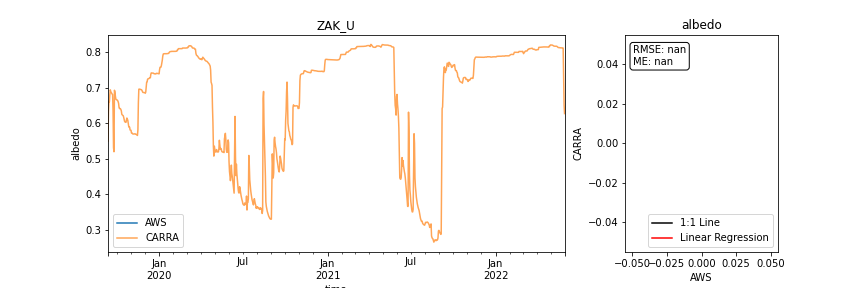 ZAK_U
albedo
0.8
0.7
0.6
0.5
0.4
0.3
AWS
CARRA
Jan
2020
Jul
Jan
2021
Jul
Jan
2022
time
albedo
RMSE: nan
ME: nan
CARRA
0.04
0.02
0.00
−0.02
−0.04
1:1 Line
Linear Regression
−0.050
−0.025
0.000
0.025
0.050
AWS